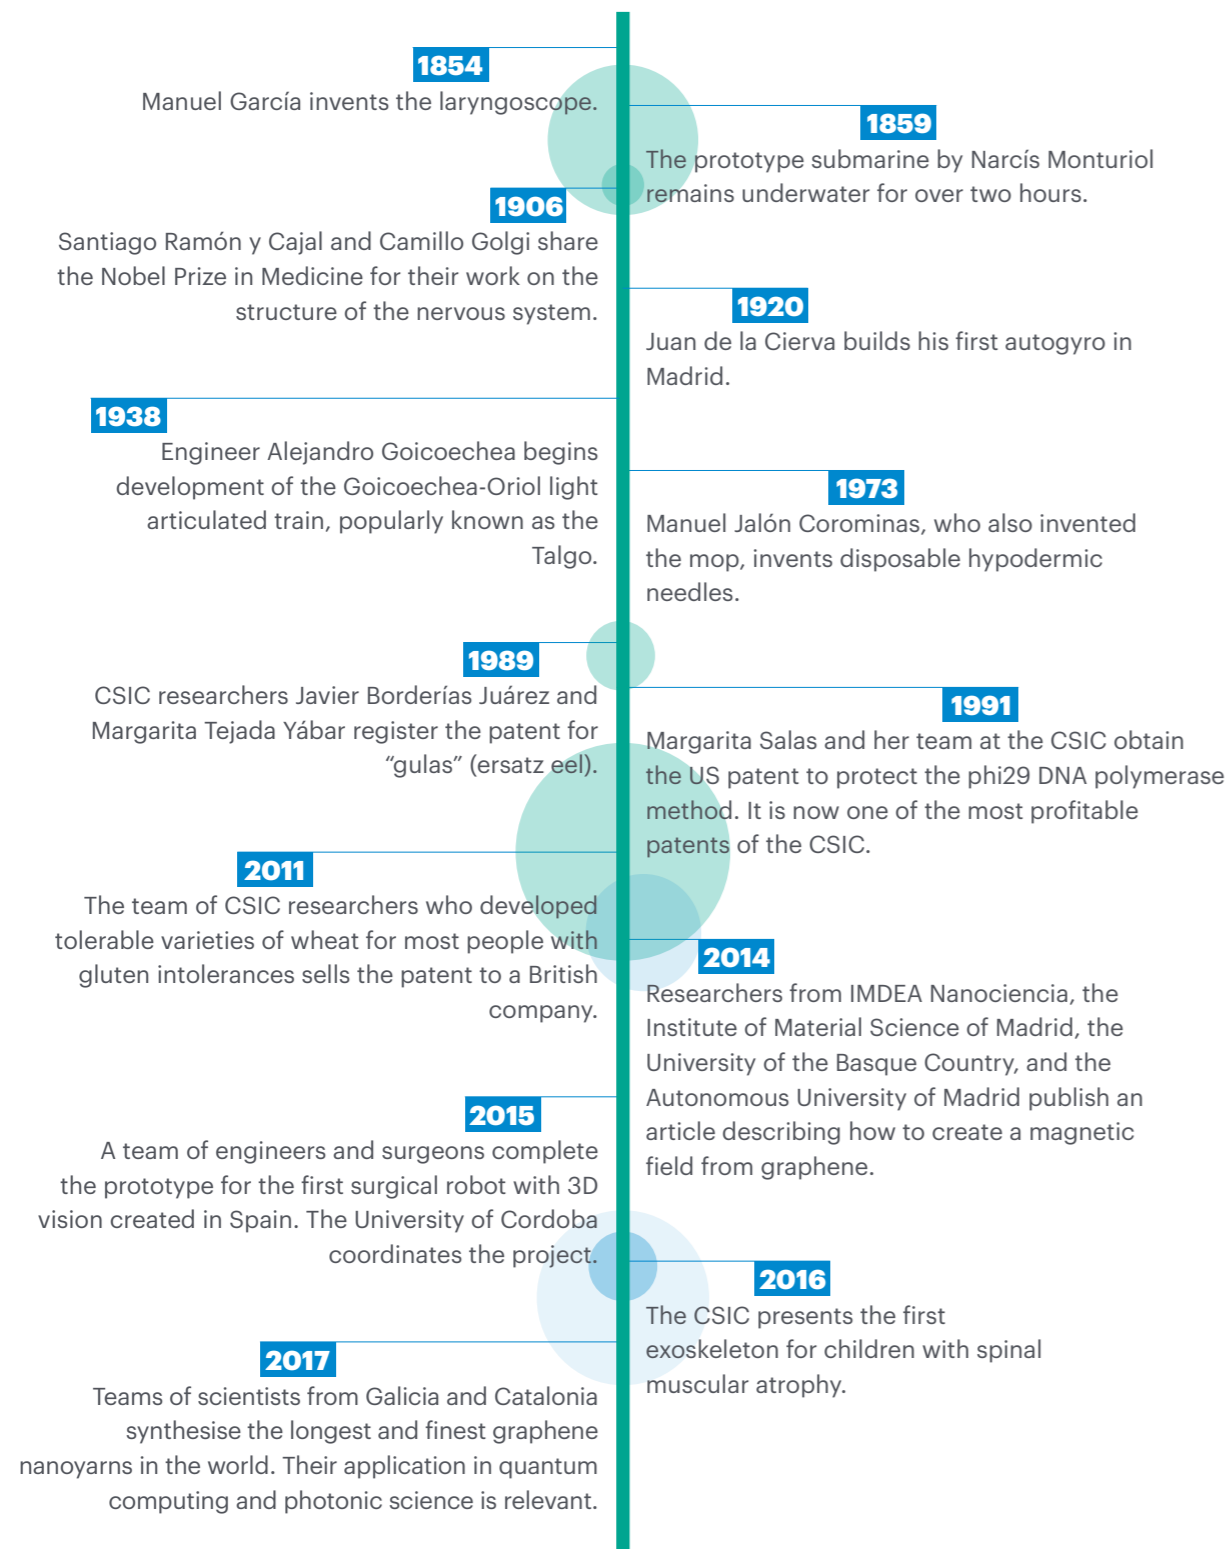 1854
Manuel García invents the laryngoscope.
1859
The prototype submarine by Narcís Monturiol
remains underwater for over two hours.
1906
Santiago Ramón y Cajal and Camillo Golgi share
the Nobel Prize in Medicine for their work on the
structure of the nervous system.
1920
Juan de la Cierva builds his first autogyro in
Madrid.
1938
Engineer Alejandro Goicoechea begins
development of the Goicoechea-Oriol light
articulated train, popularly known as the
Talgo.
1973
Manuel Jalón Corominas, who also invented
the mop, invents disposable hypodermic
needles.
1989
CSIC researchers Javier Borderías Juárez and
Margarita Tejada Yábar register the patent for
“gulas” (ersatz eel).
1991
Margarita Salas and her team at the CSIC obtain
the US patent to protect the phi29 DNA polymerase
method. It is now one of the most profitable
patents of the CSIC.
2011
The team of CSIC researchers who developed
tolerable varieties of wheat for most people with
gluten intolerances sells the patent to a British
company.
2014
Researchers from IMDEA Nanociencia, the
Institute of Material Science of Madrid, the
University of the Basque Country, and the
Autonomous University of Madrid publish an
article describing how to create a magnetic
field from graphene.
2015
A team of engineers and surgeons complete
the prototype for the first surgical robot with 3D
vision created in Spain. The University of Cordoba
coordinates the project.
2016
The CSIC presents the first
exoskeleton for children with spinal
muscular atrophy.
2017
Teams of scientists from Galicia and Catalonia
synthesise the longest and finest graphene
nanoyarns in the world. Their application in quantum
computing and photonic science is relevant.